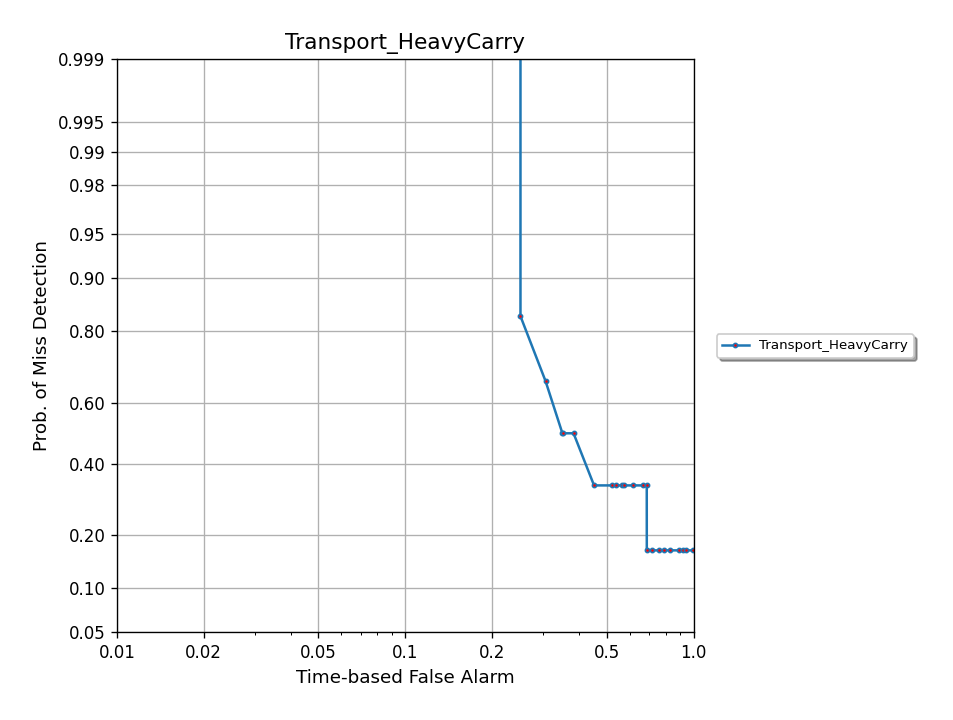 Transport_HeavyCarry
0.999
0.995
0.99
0.98
0.95
0.90
0.80
0.60
0.40
0.20
0.10
0.05
Prob. of Miss Detection
0.01 0.02 0.05 0.1 0.2 0.5 1.0
Time-based False Alarm
Transport_HeavyCarry